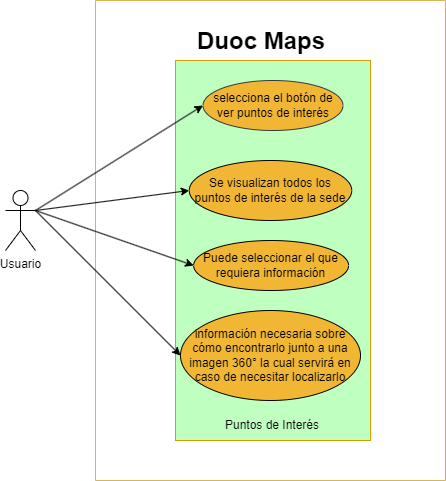 Duoc Maps
selecciona el botón de
ver puntos de interés
Se visualizan todos los
puntos de interés de la sede
Puede seleccionar el que
requiera información
Usuario
Información necesaria sobre
cómo encontrarlo junto a una
imagen 360° la cual servirá en
caso de necesitar localizarlo
Puntos de Interés